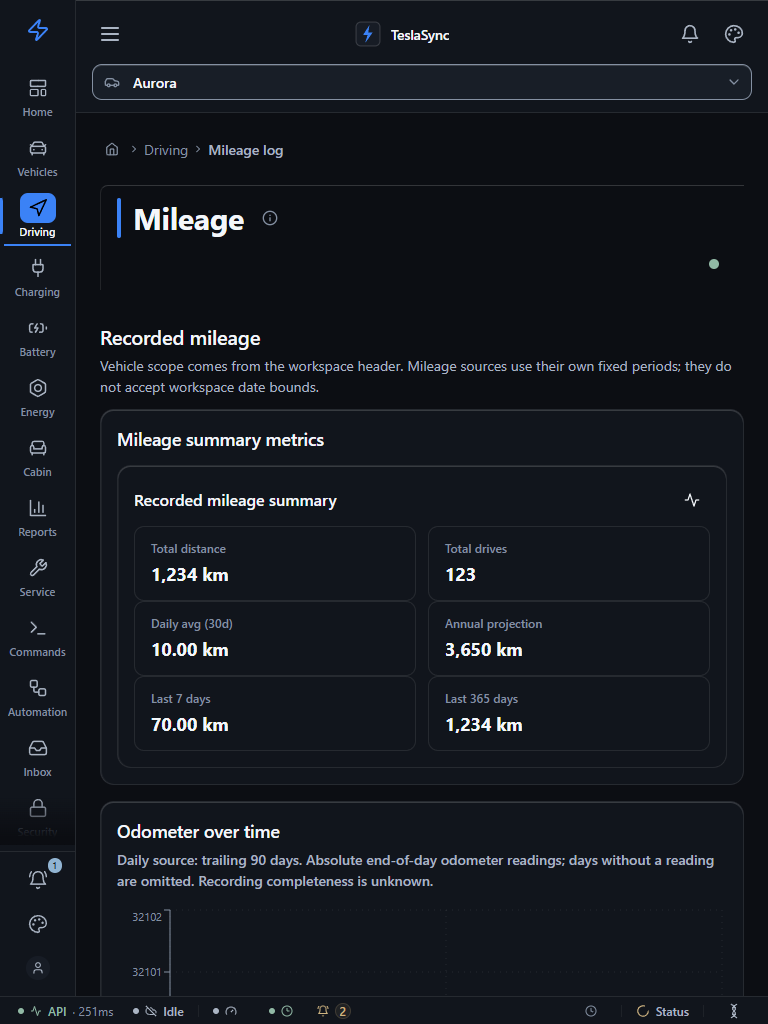 TeslaSync
Aurora
Home
Vehicles
Driving
Charging
Battery
Energy
Cabin
Reports
Service
Commands
Automation
Inbox
Security
1
Driving > Mileage log
Mileage
Recorded mileage
Vehicle scope comes from the workspace header. Mileage sources use their own fixed periods; they do
not accept workspace date bounds.
Mileage summary metrics
Recorded mileage summary
Total distance
1,234 km
Total drives
123
Daily avg (30d)
10.00 km
Annual projection
3,650 km
Last 7 days
70.00 km
Last 365 days
1,234 km
Odometer over time
Daily source: trailing 90 days. Absolute end-of-day odometer readings; days without a reading
are omitted. Recording completeness is unknown.
32102
32101
API · 251ms
Idle
2
Status